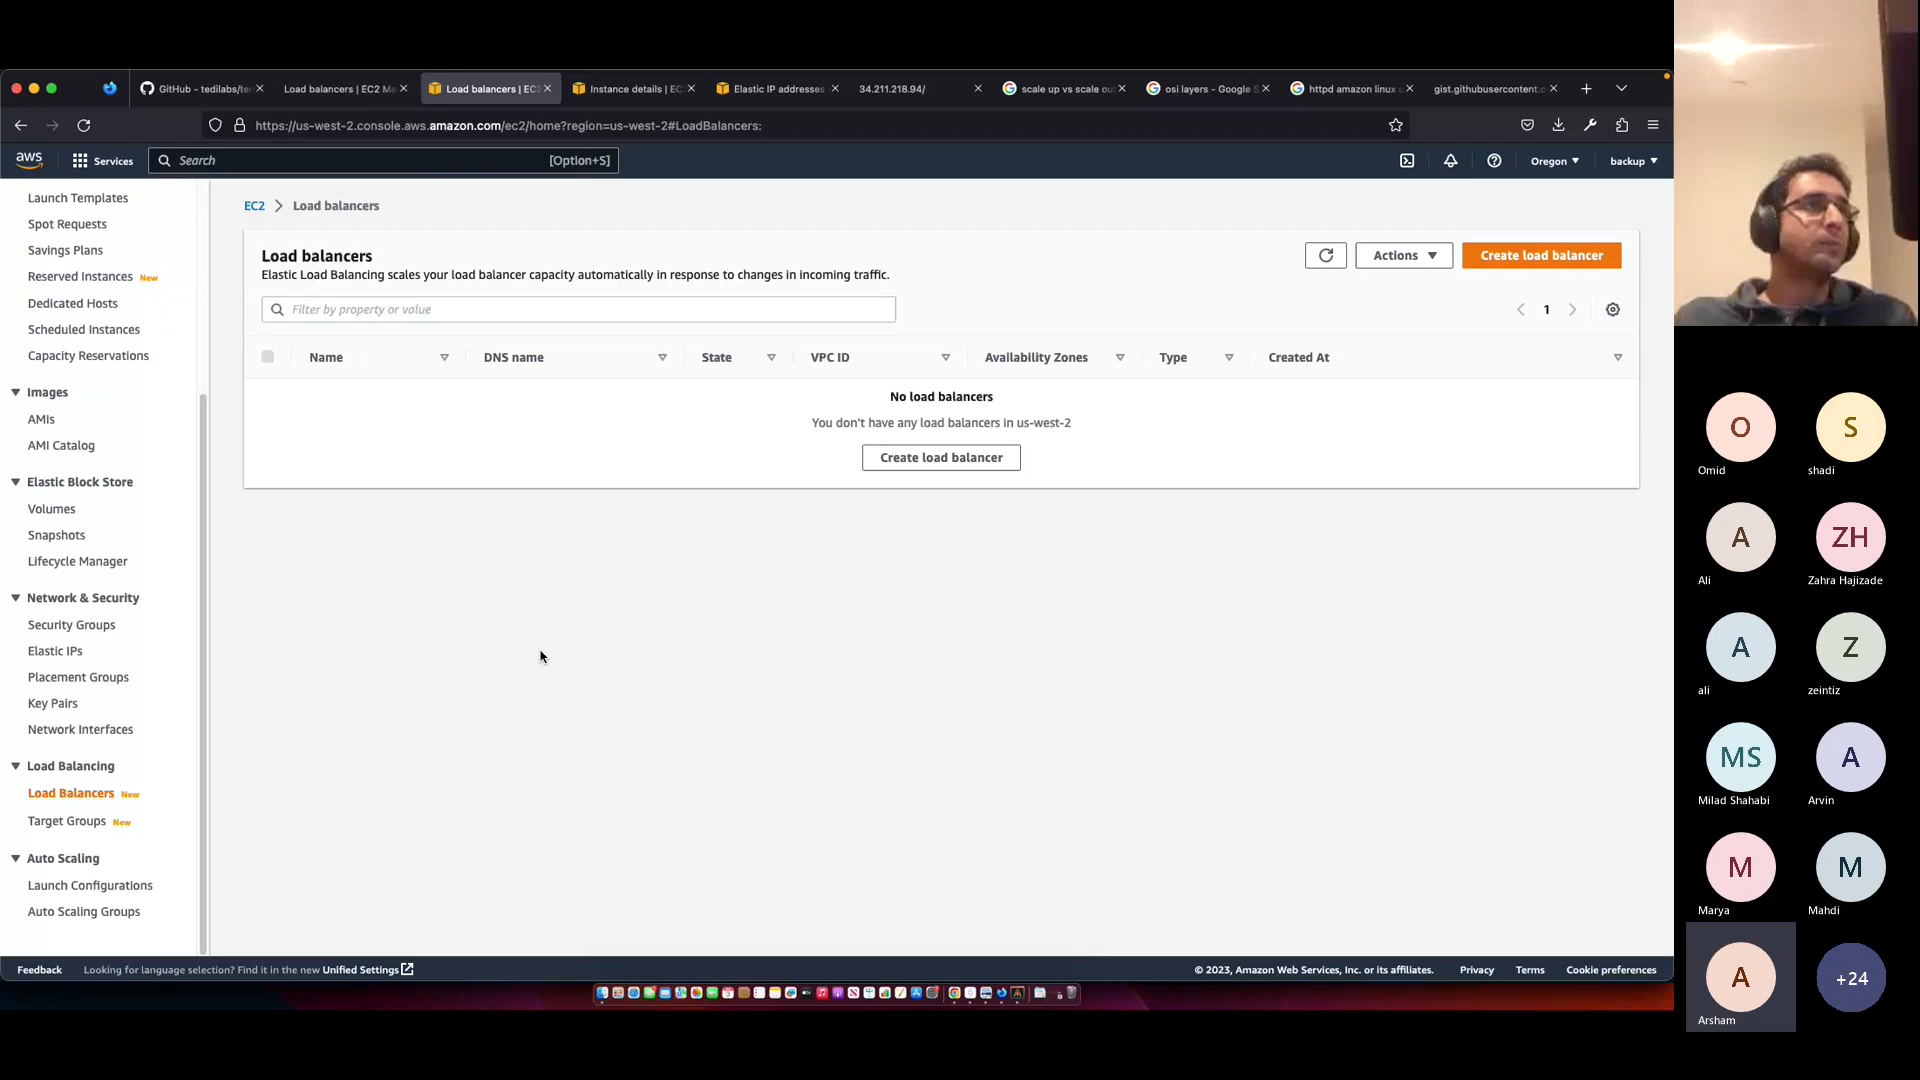 GitHub - tedilabs/te
Load balancers | EC2 Ma
Load balancers | EC2
Instance details | EC
Elastic IP addresses
34.211.218.94/
scale up vs scale ou
osi layers - Google S
httpd amazon linux u
gist.githubusercontent.c
https://us-west-2.console.aws.amazon.com/ec2/home?region=us-west-2#LoadBalancers:
aws
Services
Search
[Option+S]
Oregon
backup
Launch Templates
Spot Requests
Savings Plans
Reserved Instances New
Dedicated Hosts
Scheduled Instances
Capacity Reservations
Images
AMIs
AMI Catalog
Elastic Block Store
Volumes
Snapshots
Lifecycle Manager
Network & Security
Security Groups
Elastic IPs
Placement Groups
Key Pairs
Network Interfaces
Load Balancing
Load Balancers New
Target Groups New
Auto Scaling
Launch Configurations
Auto Scaling Groups
EC2 > Load balancers
Load balancers
Elastic Load Balancing scales your load balancer capacity automatically in response to changes in incoming traffic.
Actions
Create load balancer
Filter by property or value
1
Name
DNS name
State
VPC ID
Availability Zones
Type
Created At
No load balancers
You don't have any load balancers in us-west-2
Create load balancer
Feedback
Looking for language selection? Find it in the new Unified Settings
© 2023, Amazon Web Services, Inc. or its affiliates.
Privacy
Terms
Cookie preferences
O
Omid
S
shadi
A
Ali
ZH
Zahra Hajizade
A
ali
Z
zeintiz
MS
Milad Shahabi
A
Arvin
M
Marya
M
Mahdi
A
Arsham
+24